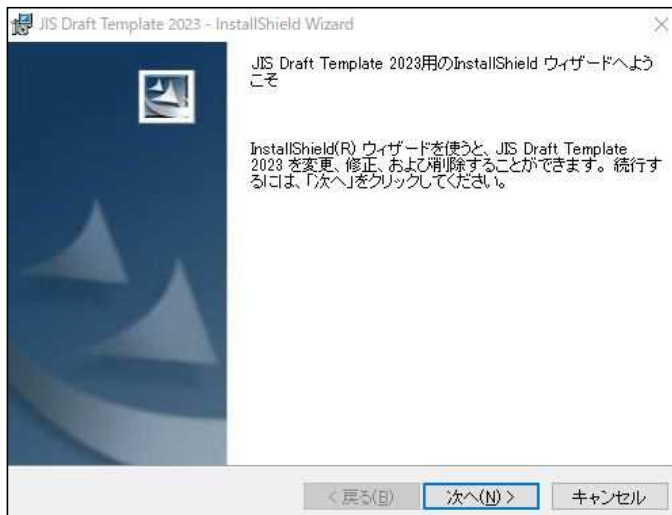 JIS Draft Template 2023 - InstallShield Wizard
JIS Draft Template 2023用のInstallShield ウィザードへよう
こそ
InstallShield(R) ウィザードを使うと、JIS Draft Template
2023 を変更、修正、および削除することができます。続行す
るには、「次へ」をクリックしてください。
< 戻る(B)
次へ(N) >
キャンセル